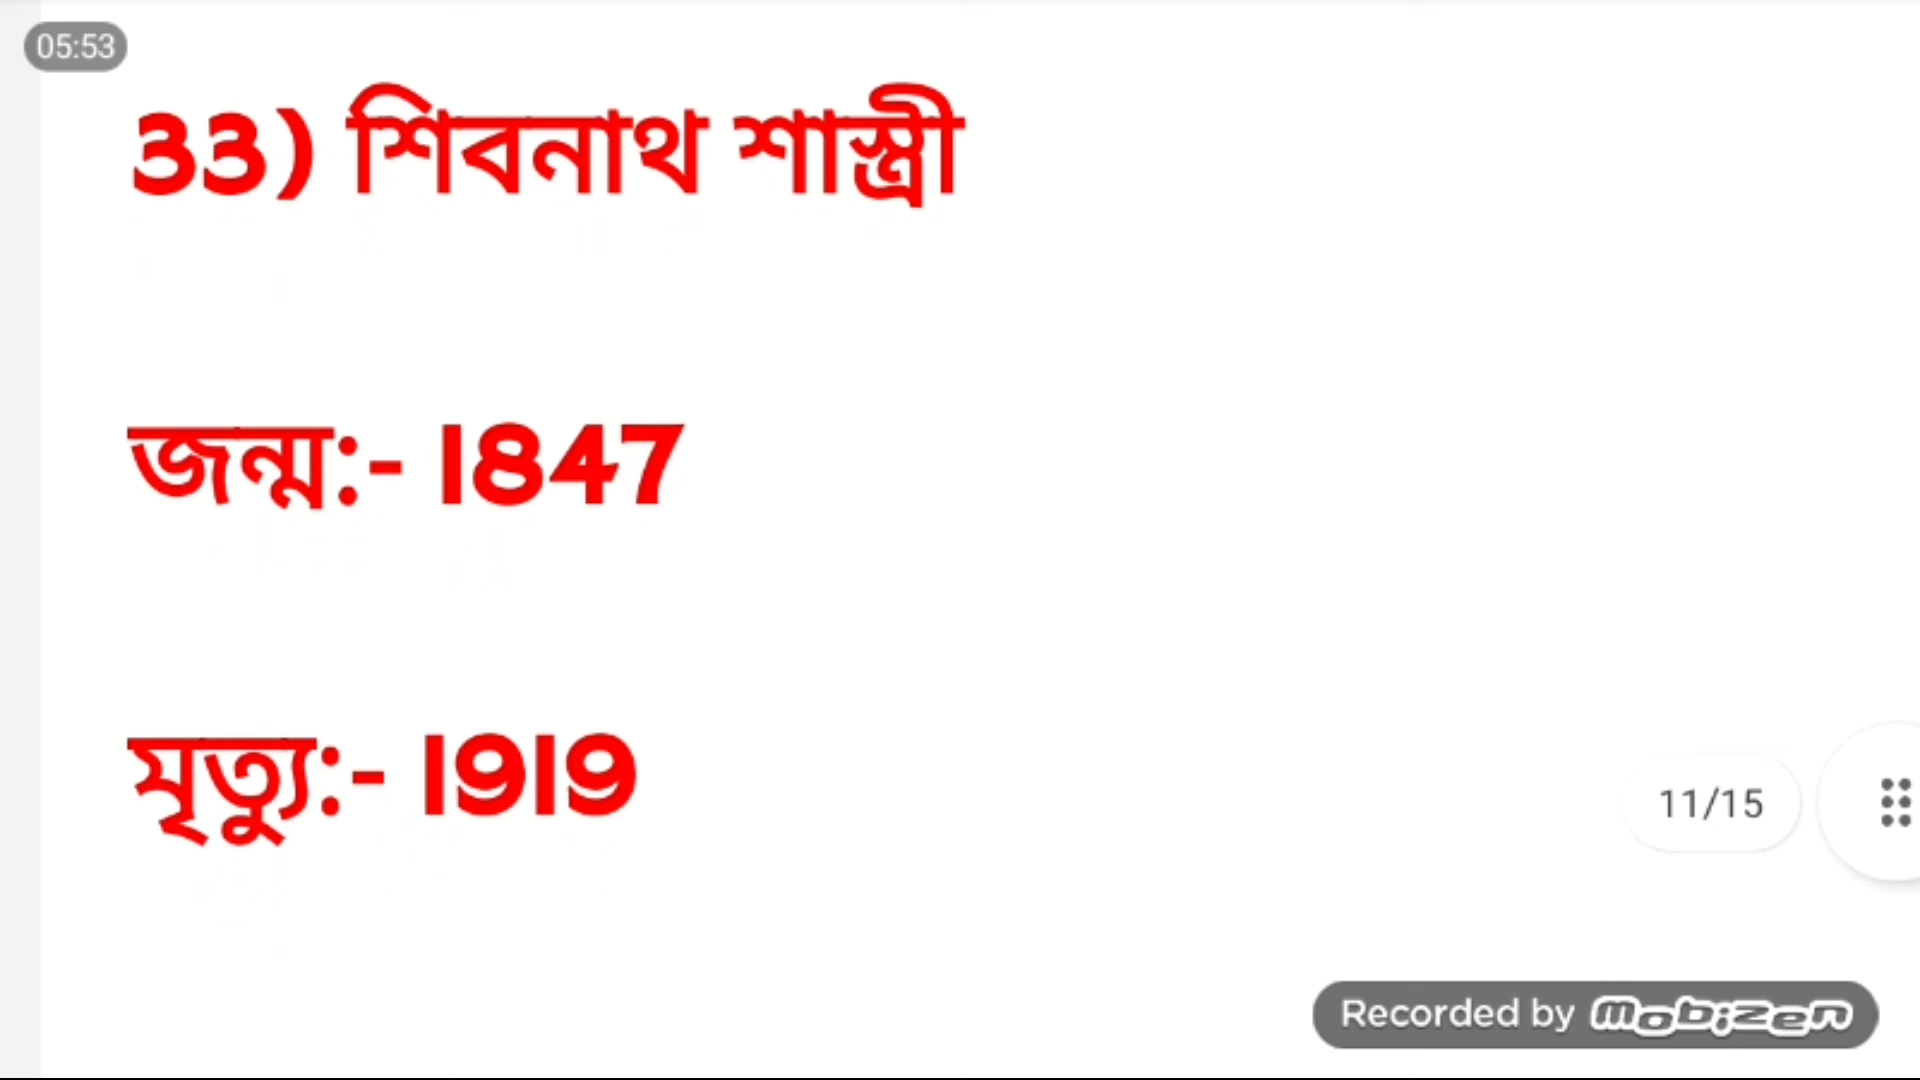 05:53
33) শিবনাথ শাস্ত্রী
জন্ম:- 1847
মৃত্যু:- 1919
11/15
Recorded by mobizen